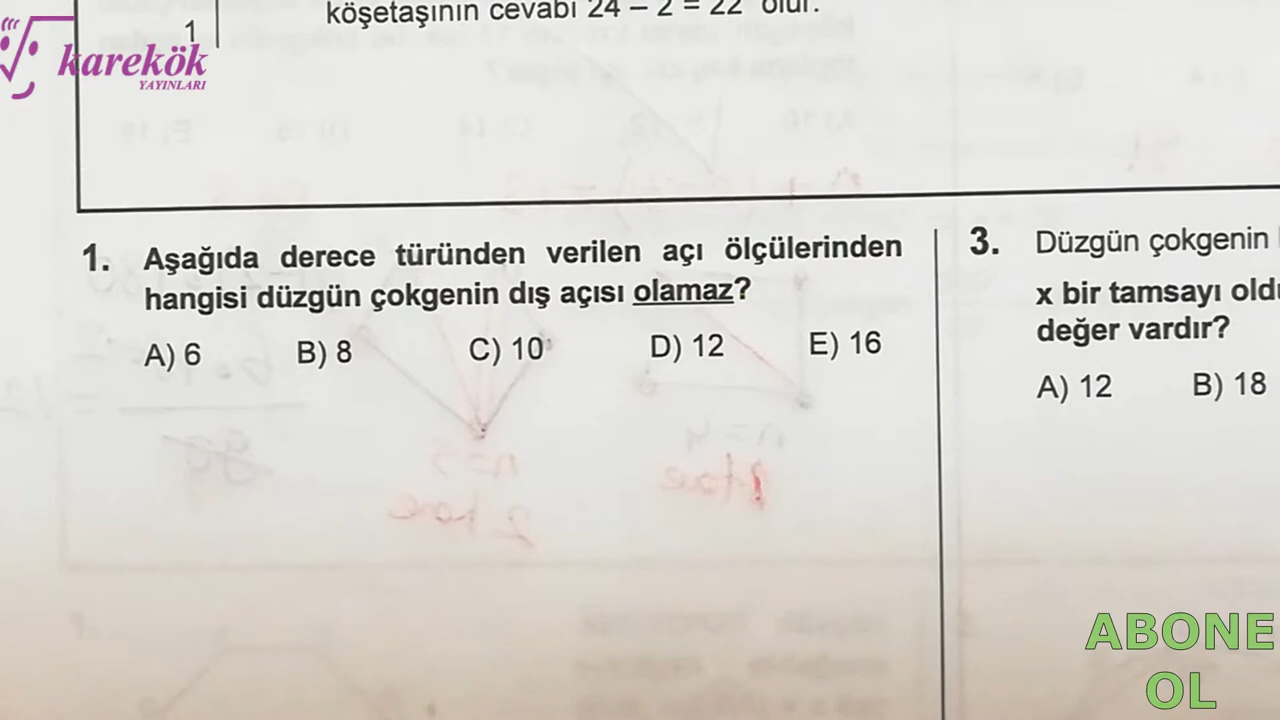 köşetaşının cevabı 24 – 2 = 22 olur.
1
karekök
YAYINLARI
1. Aşağıda derece türünden verilen açı ölçülerinden
hangisi düzgün çokgenin dış açısı olamaz?
A) 6 B) 8 C) 10 D) 12 E) 16
3. Düzgün çokgenin
x bir tamsayı
değer vardır?
A) 12 B) 18
ABONE
OL